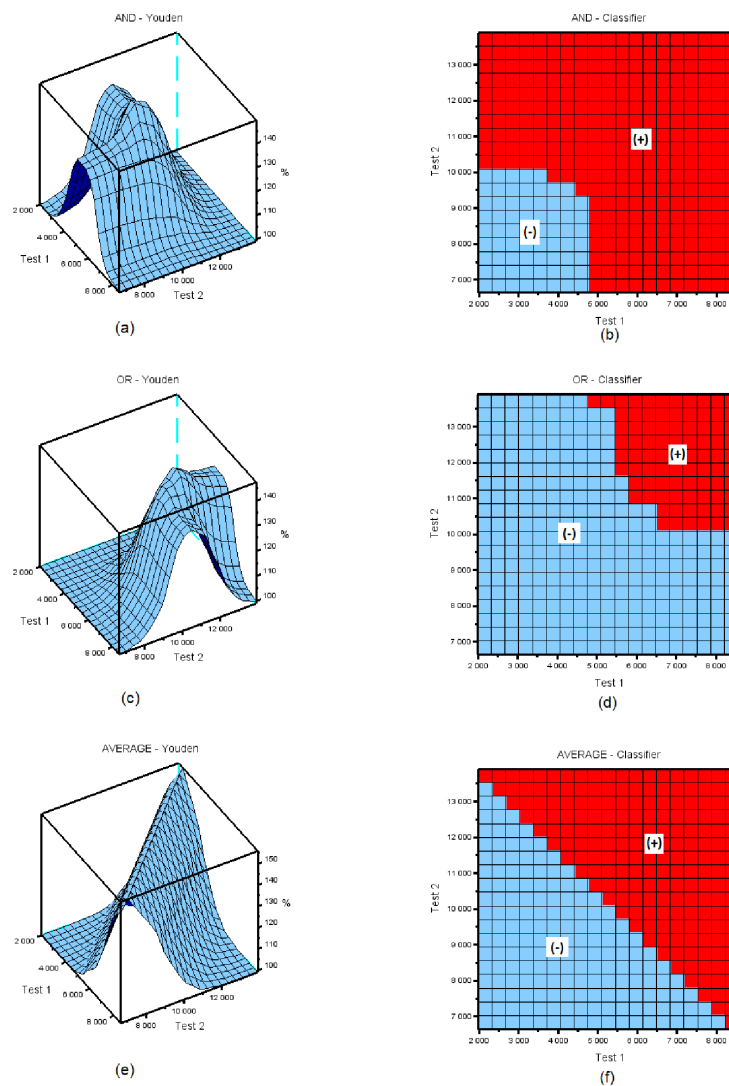 AND - Youden
140
130
120
110
100
%
2 000
4 000
6 000
8 000
Test 1
8 000
10 000
12 000
Test 2
(a)
AND - Classifier
13 000
12 000
11 000
10 000
9 000
8 000
7 000
Test 2
(+)
(-)
2 000 3 000 4 000 5 000 6 000 7 000 8 000
Test 1
(b)
OR - Youden
140
130
120
110
100
%
2 000
4 000
6 000
8 000
Test 1
8 000
10 000
12 000
Test 2
(c)
OR - Classifier
13 000
12 000
11 000
10 000
9 000
8 000
7 000
Test 2
(+)
(-)
2 000 3 000 4 000 5 000 6 000 7 000 8 000
Test 1
(d)
AVERAGE - Youden
150
140
130
120
110
100
%
2 000
4 000
6 000
8 000
Test 1
8 000
10 000
12 000
Test 2
(e)
AVERAGE - Classifier
13 000
12 000
11 000
10 000
9 000
8 000
7 000
Test 2
(+)
(-)
2 000 3 000 4 000 5 000 6 000 7 000 8 000
Test 1
(f)